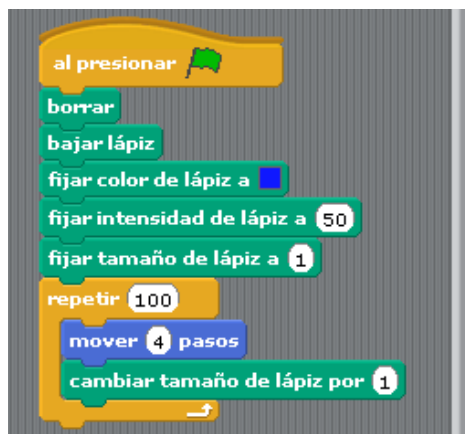 al presionar
borrar
bajar lápiz
fijar color de lápiz a
fijar intensidad de lápiz a 50
fijar tamaño de lápiz a 1
repetir 100
mover 4 pasos
cambiar tamaño de lápiz por 1